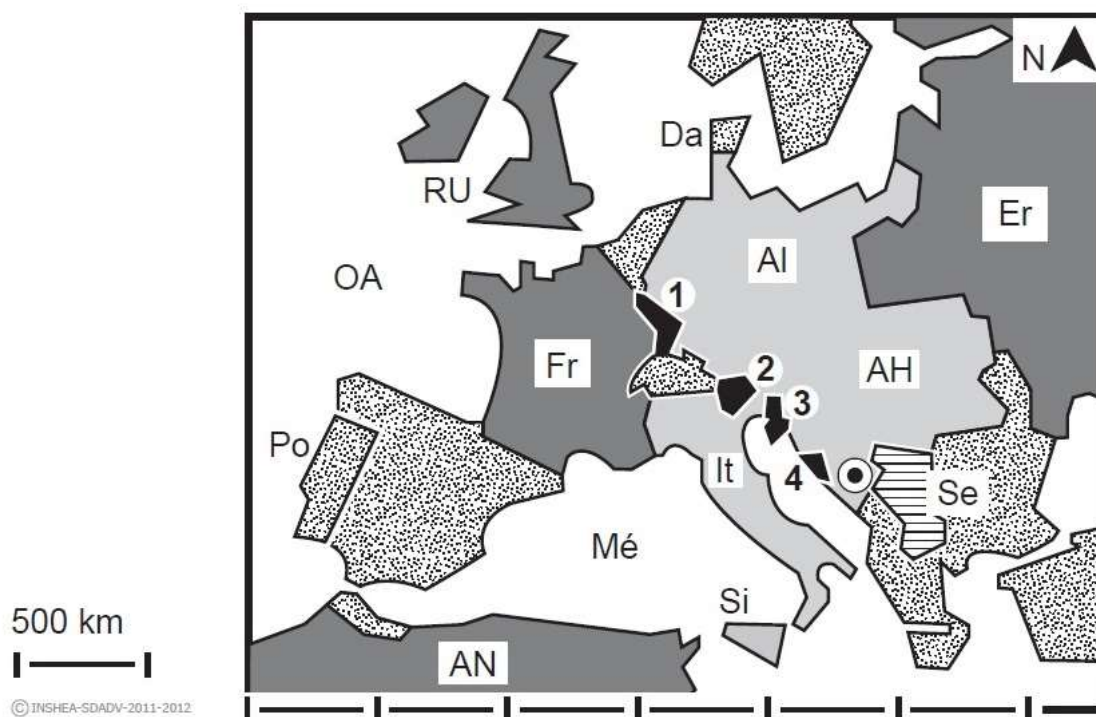 N
Da
RU
Er
Al
OA
1
Fr
2
AH
3
Po
It
4
Se
Mé
500 km
Si
AN
© INSHEA-SDADV-2011-2012